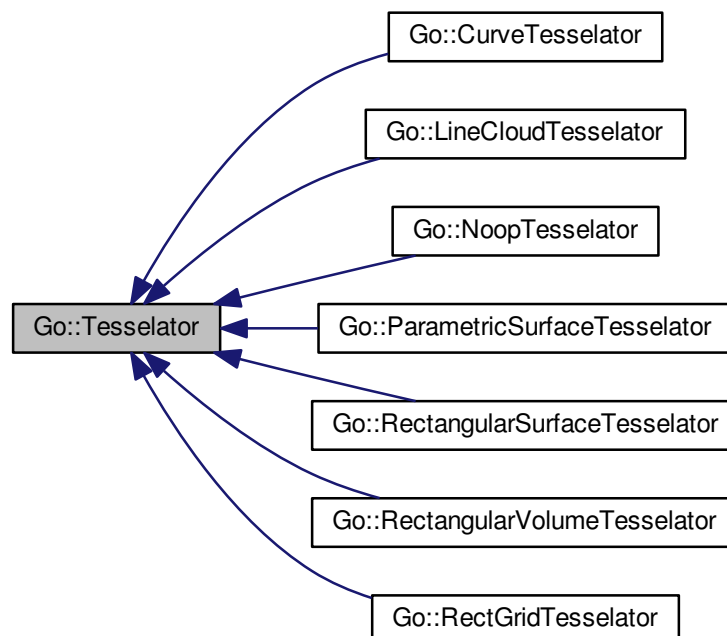 Go::CurveTesselator
Go::LineCloudTesselator
Go::NoopTesselator
Go::Tesselator
Go::ParametricSurfaceTesselator
Go::RectangularSurfaceTesselator
Go::RectangularVolumeTesselator
Go::RectGridTesselator